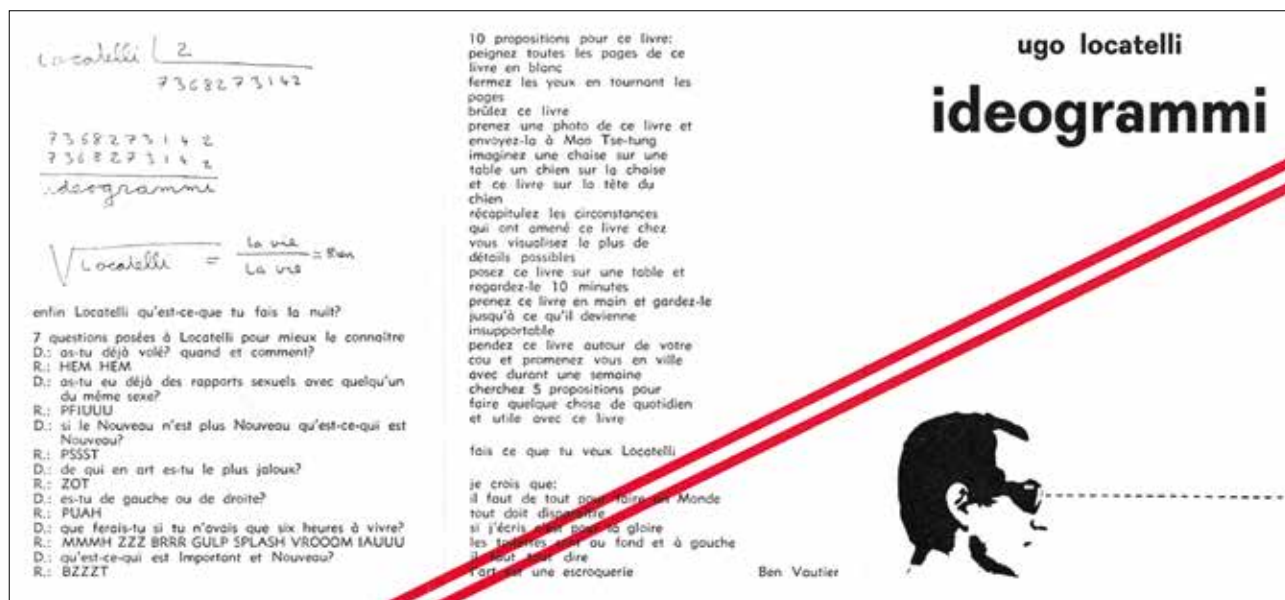 Locatelli 2
7368273142
7368273142
7368273142
ideogrammi
√Locatelli = la vie / La vie = Ben
enfin Locatelli qu'est-ce-que tu fais la nuit?
7 questions posées à Locatelli pour mieux le connaître
D.: as-tu déjà volé? quand et comment?
R.: HEM HEM
D.: as-tu eu déjà des rapports sexuels avec quelqu'un
du même sexe?
R.: PFIUUU
D.: si le Nouveau n'est plus Nouveau qu'est-ce-qui est
Nouveau?
R.: PSSST
D.: de qui en art es-tu le plus jaloux?
R.: ZOT
D.: es-tu de gauche ou de droite?
R.: PUAH
D.: que ferais-tu si tu n'avais que six heures à vivre?
R.: MMMH ZZZ BRRR GULP SPLASH VROOOM IAUUU
D.: qu'est-ce-qui est Important et Nouveau?
R.: BZZZT
10 propositions pour ce livre:
peignez toutes les pages de ce
livre en blanc
fermez les yeux en tournant les
pages
brûlez ce livre
prenez une photo de ce livre et
envoyez-la à Mao Tse-tung
imaginez une chaise sur une
table un chien sur la chaise
et ce livre sur la tête du
chien
récapitulez les circonstances
qui ont amené ce livre chez
vous visualisez le plus de
détails possibles
posez ce livre sur une table et
regardez-le 10 minutes
prenez ce livre en main et gardez-le
jusqu'à ce qu'il devienne
insupportable
pendez ce livre autour de votre
cou et promenez vous en ville
avec durant une semaine
cherchez 5 propositions pour
faire quelque chose de quotidien
et utile avec ce livre
fais ce que tu veux Locatelli
je crois que:
il faut de tout pour faire un Monde
tout doit disparaître
si j'écris c'est pour la gloire
les toilettes sont au fond et à gauche
il faut tout dire
l'art est une escroquerie
Ben Vautier
ugo locatelli
ideogrammi